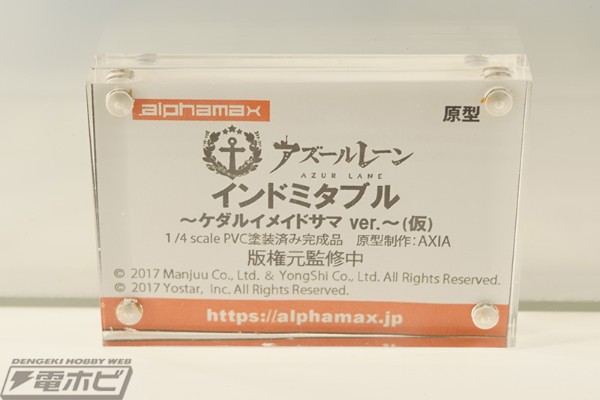 alphamax
原型
アズールレーン
AZUR LANE
インドミタブル
～ケダルイメイドサマ ver.～(仮)
1/4 scale PVC塗装済み完成品　原型制作：AXIA
版権元監修中
© 2017 Manjuu Co., Ltd. & YongShi Co., Ltd. All Rights Reserved.
© 2017 Yostar, Inc. All Rights Reserved.
https://alphamax.jp
DENGEKI HOBBY WEB
電ホビ